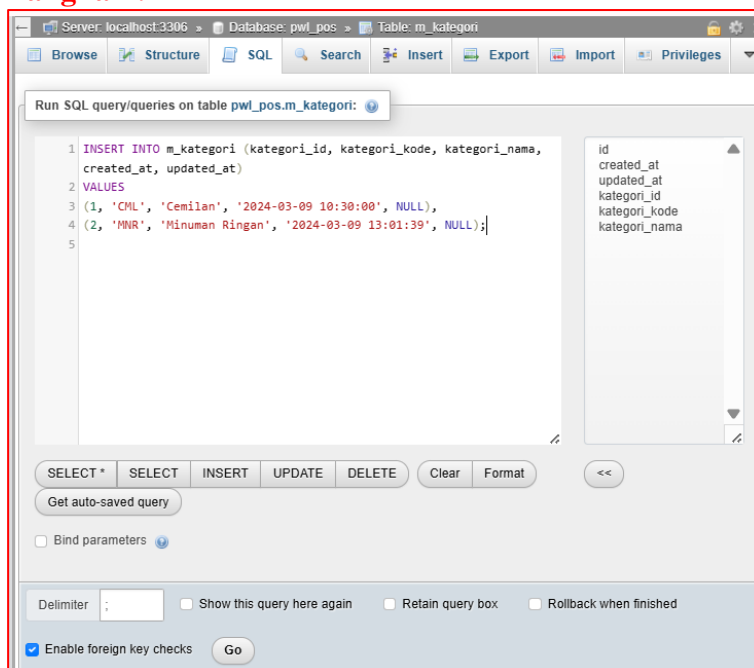 Server: localhost:3306 » Database: pwl_pos » Table: m_kategori
Browse Structure SQL Search Insert Export Import Privileges
Run SQL query/queries on table pwl_pos.m_kategori:
1 INSERT INTO m_kategori (kategori_id, kategori_kode, kategori_nama,
created_at, updated_at)
2 VALUES
3 (1, 'CML', 'Cemilan', '2024-03-09 10:30:00', NULL),
4 (2, 'MNR', 'Minuman Ringan', '2024-03-09 13:01:39', NULL);
5
id
created_at
updated_at
kategori_id
kategori_kode
kategori_nama
SELECT * SELECT INSERT UPDATE DELETE Clear Format <<
Get auto-saved query
Bind parameters
Delimiter ; Show this query here again Retain query box Rollback when finished
Enable foreign key checks Go